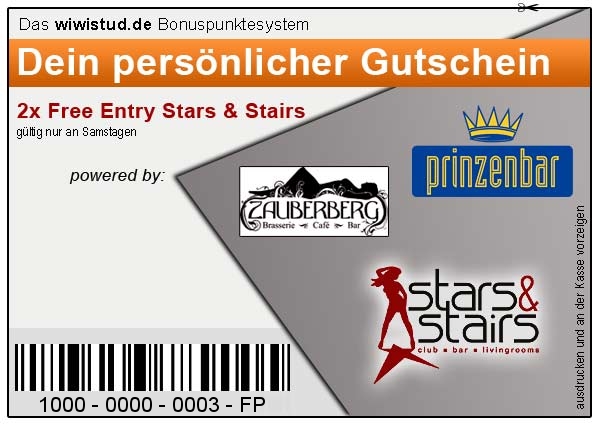 Das wiwistud.de Bonuspunktesystem
Dein persönlicher Gutschein
2x Free Entry Stars & Stairs
gültig nur an Samstagen
powered by:
ZAUBERBERG
Brasserie Café Bar
prinzenbar
stars&
stairs
club ▪ bar ▪ livingrooms
ausdrucken und an der Kasse vorzeigen
1000 - 0000 - 0003 - FP